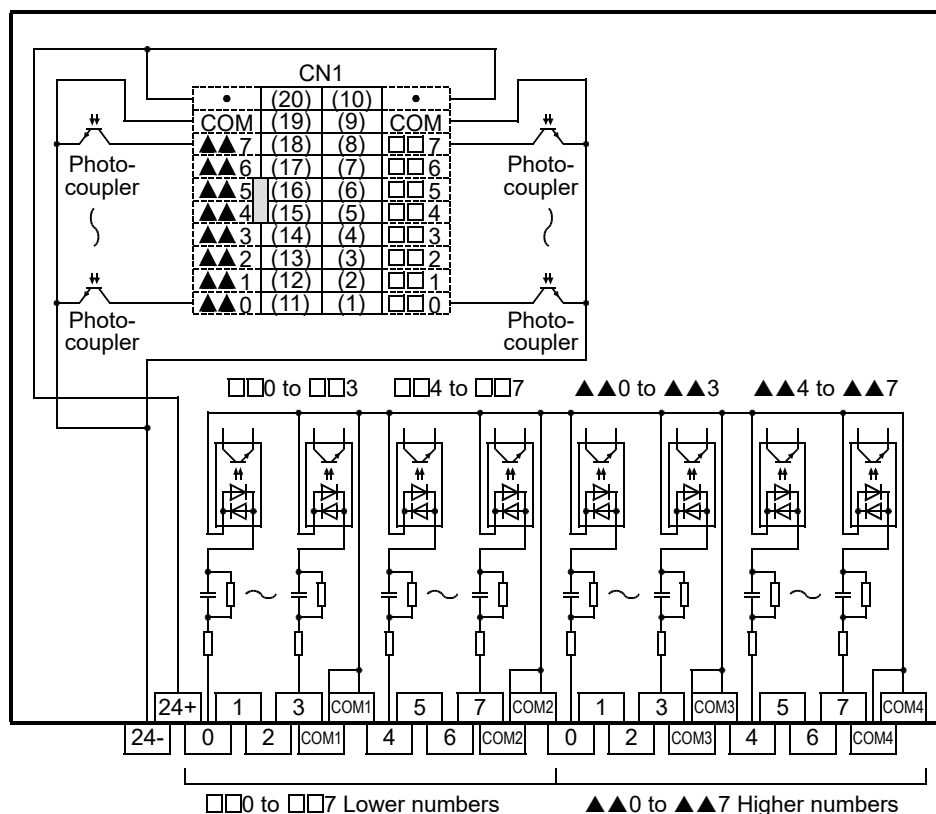 CN1
• (20) (10) •
COM (19) (9) COM
▲▲7 (18) (8) □□7
▲▲6 (17) (7) □□6
▲▲5 (16) (6) □□5
▲▲4 (15) (5) □□4
▲▲3 (14) (4) □□3
▲▲2 (13) (3) □□2
▲▲1 (12) (2) □□1
▲▲0 (11) (1) □□0
Photo-
coupler
Photo-
coupler
Photo-
coupler
Photo-
coupler
□□0 to □□3 □□4 to □□7 ▲▲0 to ▲▲3 ▲▲4 to ▲▲7
24+ 1 3 COM1 5 7 COM2 1 3 COM3 5 7 COM4
24- 0 2 COM1 4 6 COM2 0 2 COM3 4 6 COM4
□□0 to □□7 Lower numbers ▲▲0 to ▲▲7 Higher numbers